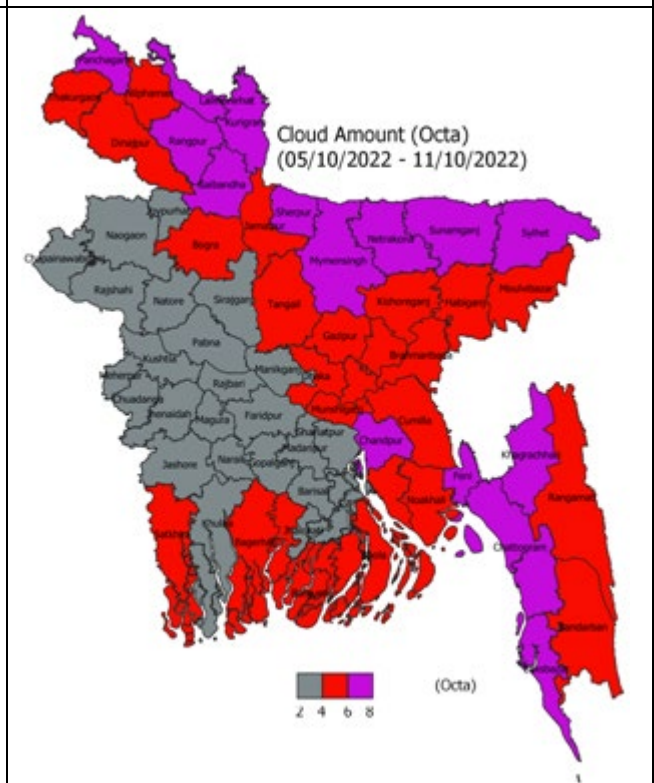 Panchagarh
Nilphamari
Lalmonirhat
Thakurgaon
Kurigram
Dinajpur
Rangpur
Cloud Amount (Octa)
(05/10/2022 - 11/10/2022)
Gaibandha
Joypurhat
Sherpur
Naogaon
Jamalpur
Netrakona
Sunamganj
Sylhet
Bogra
Chapainawabganj
Mymensingh
Rajshahi
Natore
Sirajganj
Tangail
Kishoreganj
Habiganj
Moulvibazar
Gazipur
Pabna
Kushtia
Manikganj
Brahmanbaria
Rajbari
Chuadanga
Jhenaidah
Magura
Faridpur
Munshiganj
Cumilla
Shariatpur
Chandpur
Khagrachhari
Madaripur
Jashore
Narail
Gopalganj
Feni
Barisal
Noakhali
Rangamati
Satkhira
Bagerhat
Chattogram
Bandarban
2 4 6 8
(Octa)